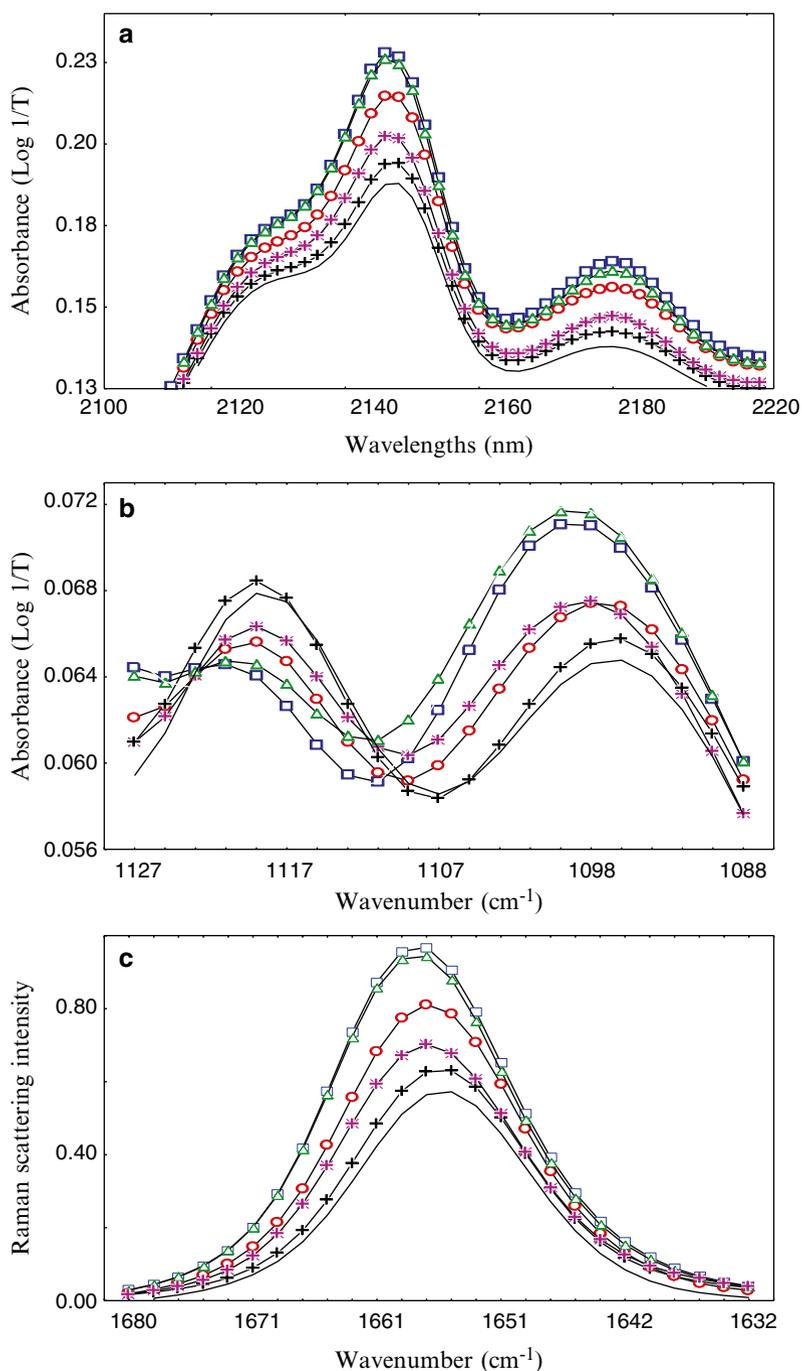 a
Absorbance (Log 1/T)
0.23
0.20
0.18
0.15
0.13
2100 2120 2140 2160 2180 2220
Wavelengths (nm)
b
Absorbance (Log 1/T)
0.072
0.068
0.064
0.060
0.056
1127 1117 1107 1098 1088
Wavenumber (cm-1)
c
Raman scattering intensity
0.80
0.40
0.00
1680 1671 1661 1651 1642 1632
Wavenumber (cm-1)